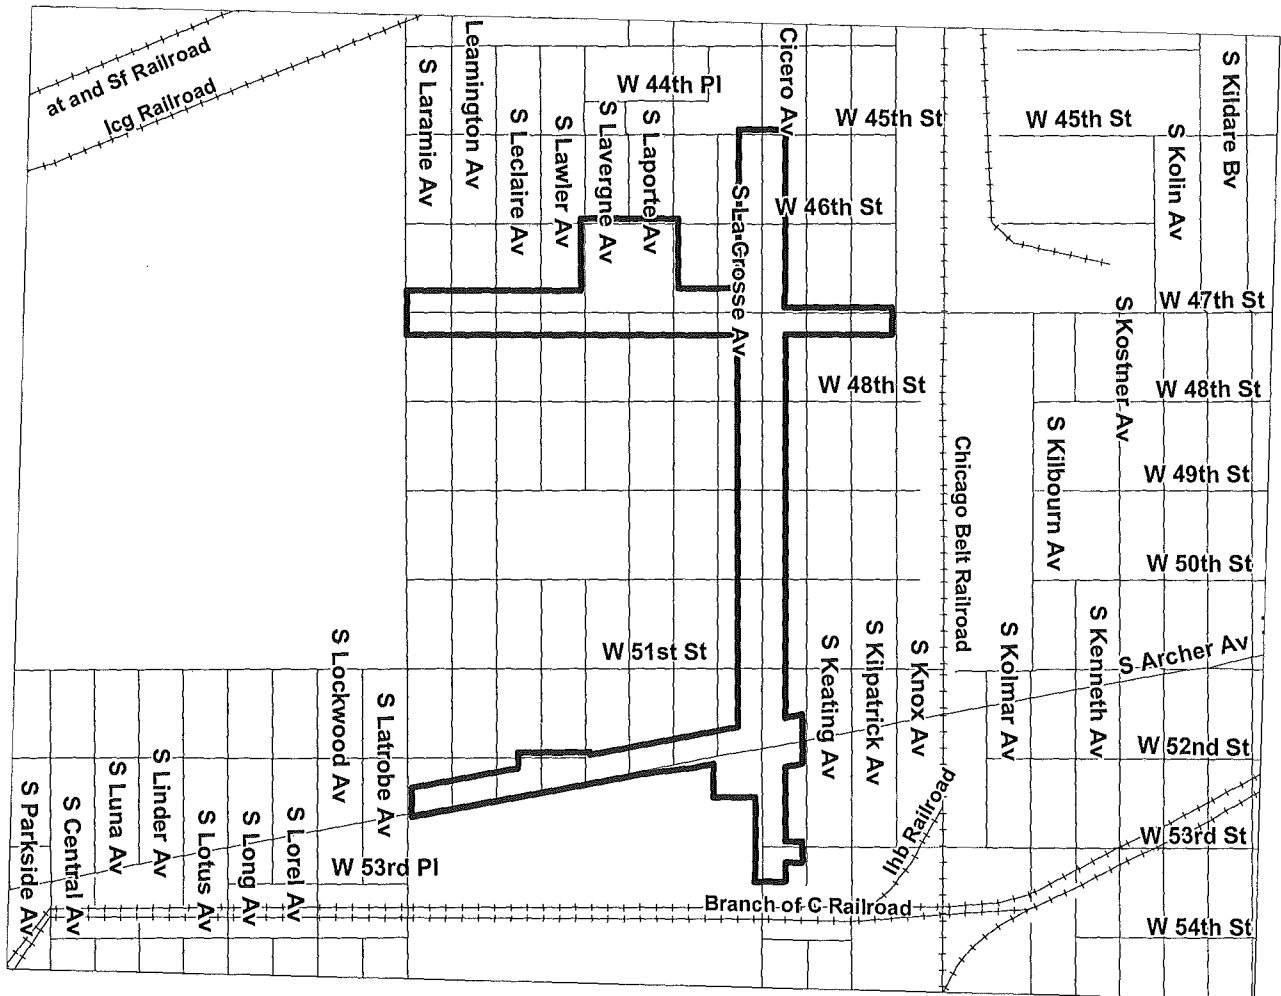 at and Sf Railroad
Icg Railroad
S Laramie Av
Leamington Av
S Leclaire Av
S Lawler Av
S Lavergne Av
S Laporte Av
W 44th Pl
Cicero Av
W 45th St
W 45th St
S Kolin Av
S Kildare Bv
S La Crosse Av
W 46th St
W 47th St
S Kostner Av
W 48th St
W 48th St
S Kilbourn Av
Chicago Belt Railroad
W 49th St
W 50th St
W 51st St
S Lockwood Av
S Latrobe Av
S Keating Av
S Kilpatrick Av
S Knox Av
S Kolmar Av
S Kenneth Av
S Archer Av
W 52nd St
S Parkside Av
S Central Av
S Luna Av
S Linder Av
S Lotus Av
S Long Av
S Lorel Av
W 53rd Pl
Ihb Railroad
W 53rd St
Branch of C Railroad
W 54th St